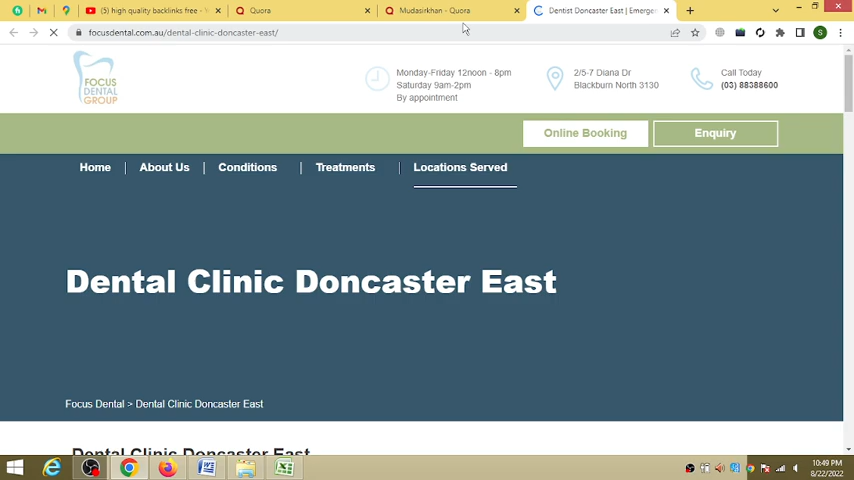 (5) high quality backlinks free -
Quora
Mudasirkhan - Quora
Dentist Doncaster East | Emerger
focusdental.com.au/dental-clinic-doncaster-east/
S
FOCUS
DENTAL
GROUP
Monday-Friday 12noon - 8pm
Saturday 9am-2pm
By appointment
2/5-7 Diana Dr
Blackburn North 3130
Call Today
(03) 88388600
Online Booking
Enquiry
Home
About Us
Conditions
Treatments
Locations Served
Dental Clinic Doncaster East
Focus Dental > Dental Clinic Doncaster East
Dental Clinic Doncaster East
10:49 PM
8/22/2022